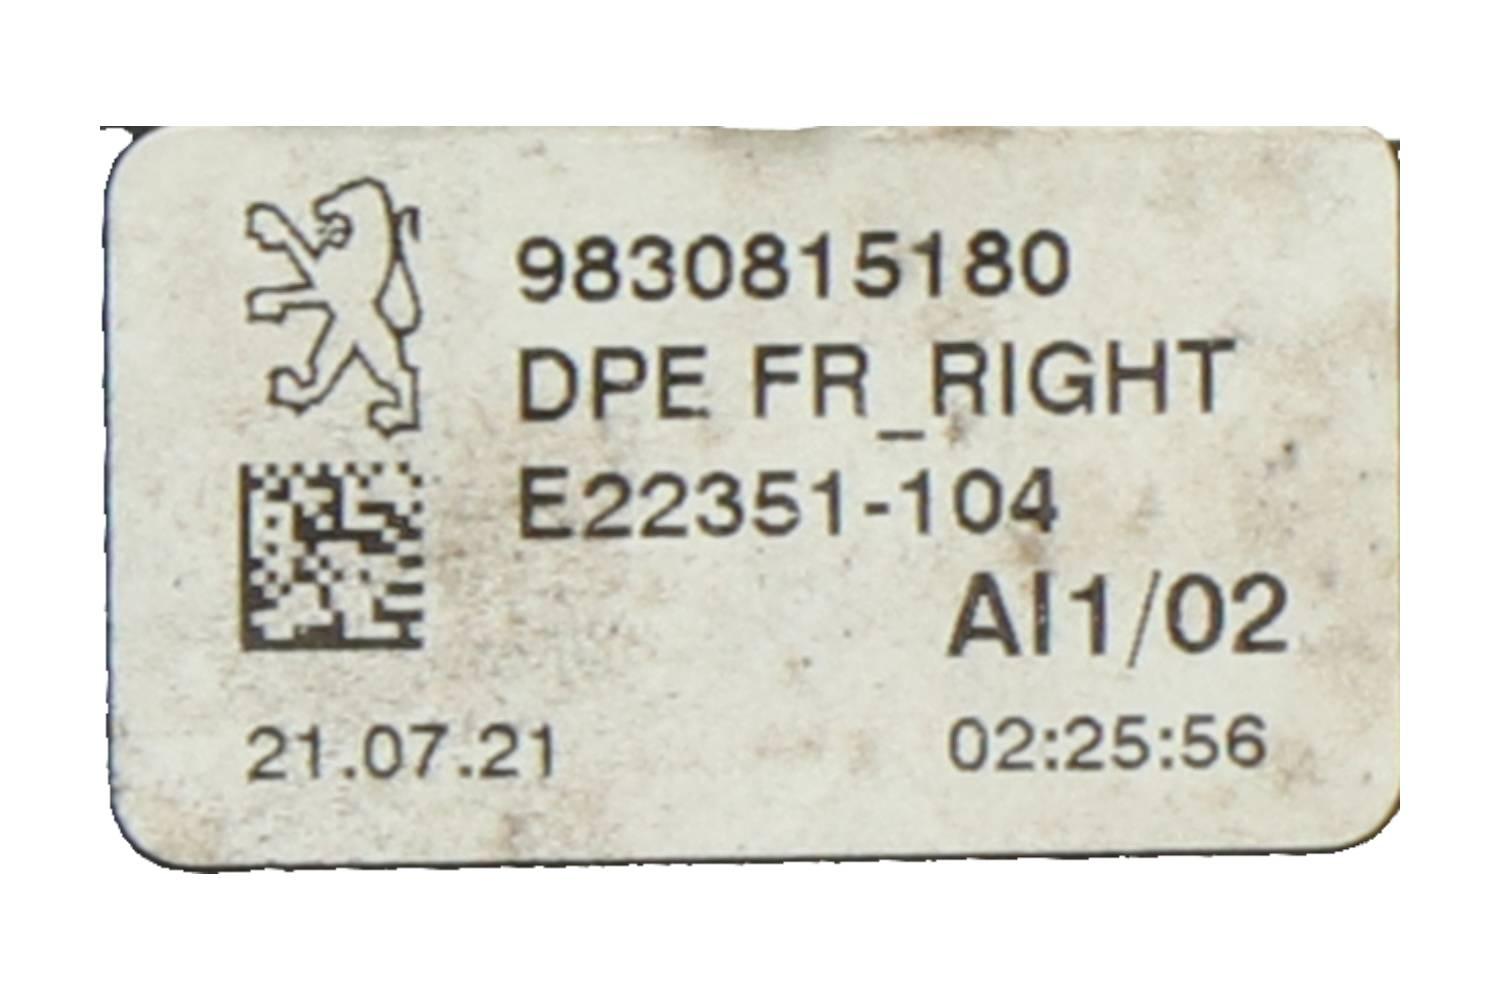 9830815180
DPE FR_RIGHT
E22351-104
AI1/02
21.07.21
02:25:56